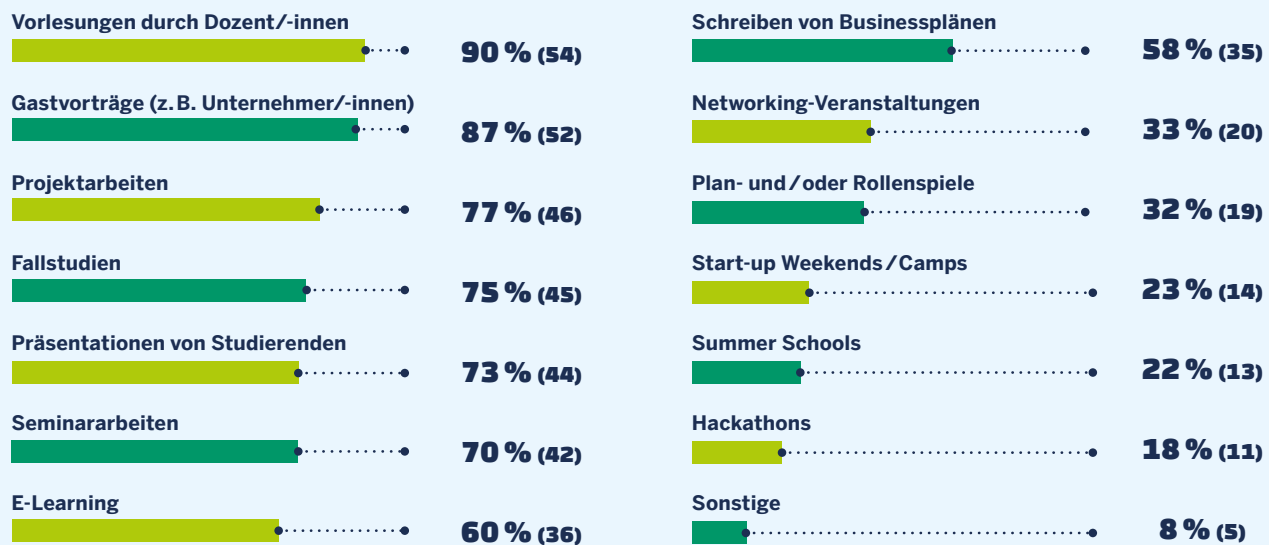 Vorlesungen durch Dozent/-innen
90 % (54)
Gastvorträge (z. B. Unternehmer/-innen)
87 % (52)
Projektarbeiten
77 % (46)
Fallstudien
75 % (45)
Präsentationen von Studierenden
73 % (44)
Seminararbeiten
70 % (42)
E-Learning
60 % (36)
Schreiben von Businessplänen
58 % (35)
Networking-Veranstaltungen
33 % (20)
Plan- und / oder Rollenspiele
32 % (19)
Start-up Weekends / Camps
23 % (14)
Summer Schools
22 % (13)
Hackathons
18 % (11)
Sonstige
8 % (5)